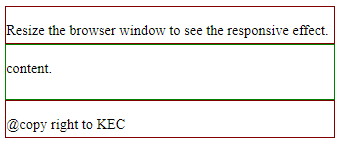 Resize the browser window to see the responsive effect.
content.
@copy right to KEC